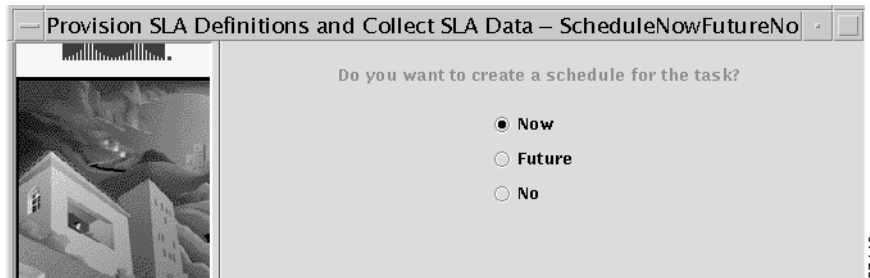 Provision SLA Definitions and Collect SLA Data – ScheduleNowFutureNo
Do you want to create a schedule for the task?
Now
Future
No